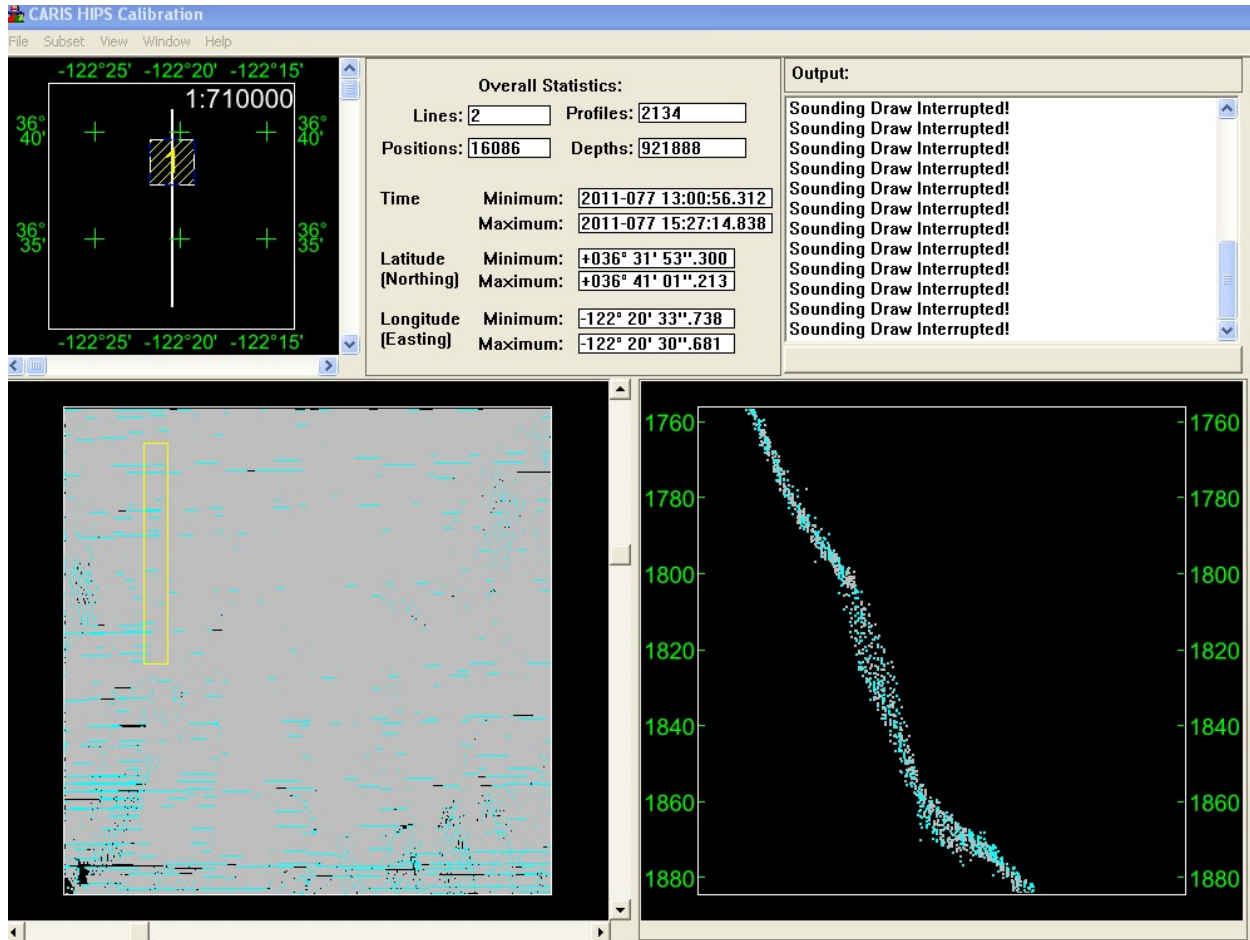 CARIS HIPS Calibration
File Subset View Window Help
-122°25' -122°20' -122°15'
1:710000
36° 40' 36° 40'
1
36° 35' 36° 35'
-122°25' -122°20' -122°15'
Overall Statistics:
Lines: 2 Profiles: 2134
Positions: 16086 Depths: 921888
Time Minimum: 2011-077 13:00:56.312
Maximum: 2011-077 15:27:14.838
Latitude Minimum: +036° 31' 53".300
(Northing) Maximum: +036° 41' 01".213
Longitude Minimum: -122° 20' 33".738
(Easting) Maximum: -122° 20' 30".681
Output:
Sounding Draw Interrupted!
Sounding Draw Interrupted!
Sounding Draw Interrupted!
Sounding Draw Interrupted!
Sounding Draw Interrupted!
Sounding Draw Interrupted!
Sounding Draw Interrupted!
Sounding Draw Interrupted!
Sounding Draw Interrupted!
Sounding Draw Interrupted!
Sounding Draw Interrupted!
Sounding Draw Interrupted!
1760 1760
1780 1780
1800 1800
1820 1820
1840 1840
1860 1860
1880 1880